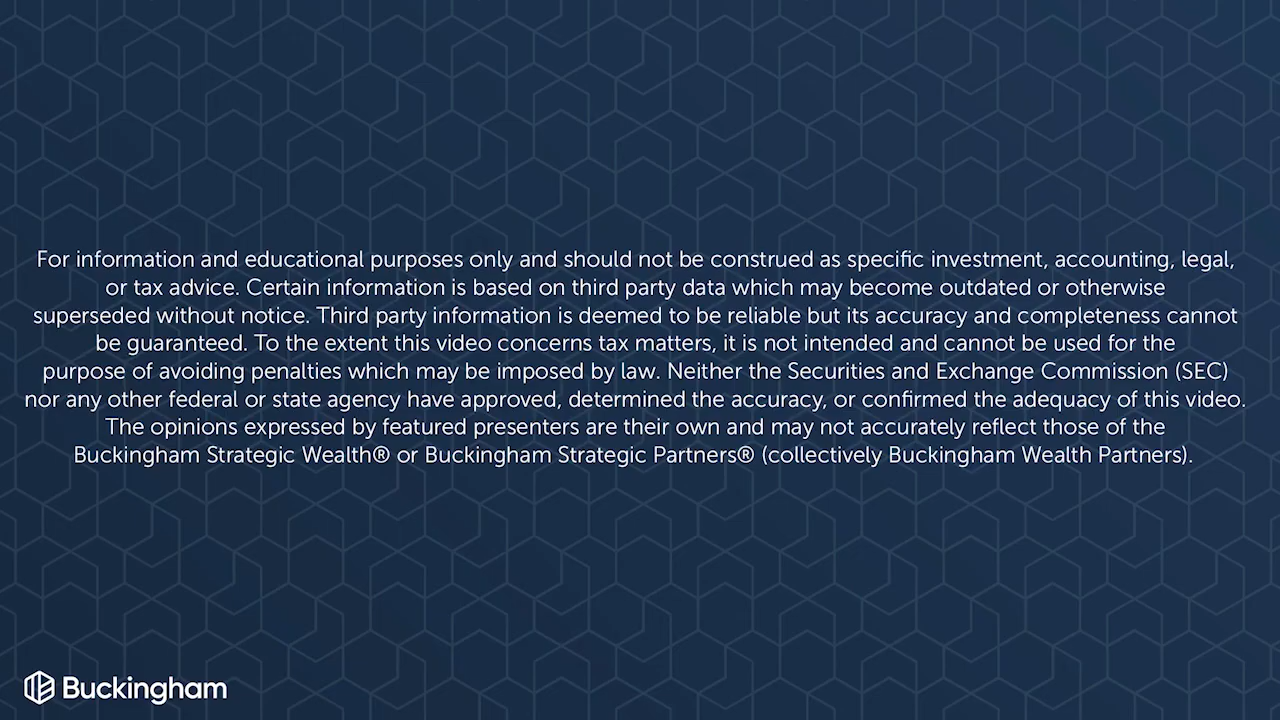 For information and educational purposes only and should not be construed as specific investment, accounting, legal,
or tax advice. Certain information is based on third party data which may become outdated or otherwise
superseded without notice. Third party information is deemed to be reliable but its accuracy and completeness cannot
be guaranteed. To the extent this video concerns tax matters, it is not intended and cannot be used for the
purpose of avoiding penalties which may be imposed by law. Neither the Securities and Exchange Commission (SEC)
nor any other federal or state agency have approved, determined the accuracy, or confirmed the adequacy of this video.
The opinions expressed by featured presenters are their own and may not accurately reflect those of the
Buckingham Strategic Wealth® or Buckingham Strategic Partners® (collectively Buckingham Wealth Partners).
Buckingham